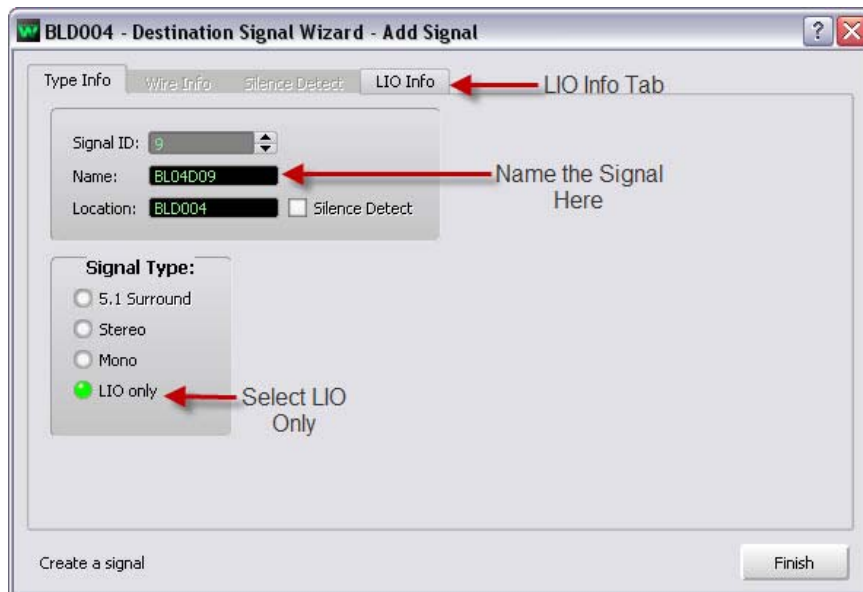 BLD004 - Destination Signal Wizard - Add Signal
Type Info Wire Info Silence Detect LIO Info
LIO Info Tab
Signal ID: 9
Name: BL04D09
Name the Signal
Here
Location: BLD004 Silence Detect
Signal Type:
5.1 Surround
Stereo
Mono
LIO only
Select LIO
Only
Create a signal
Finish